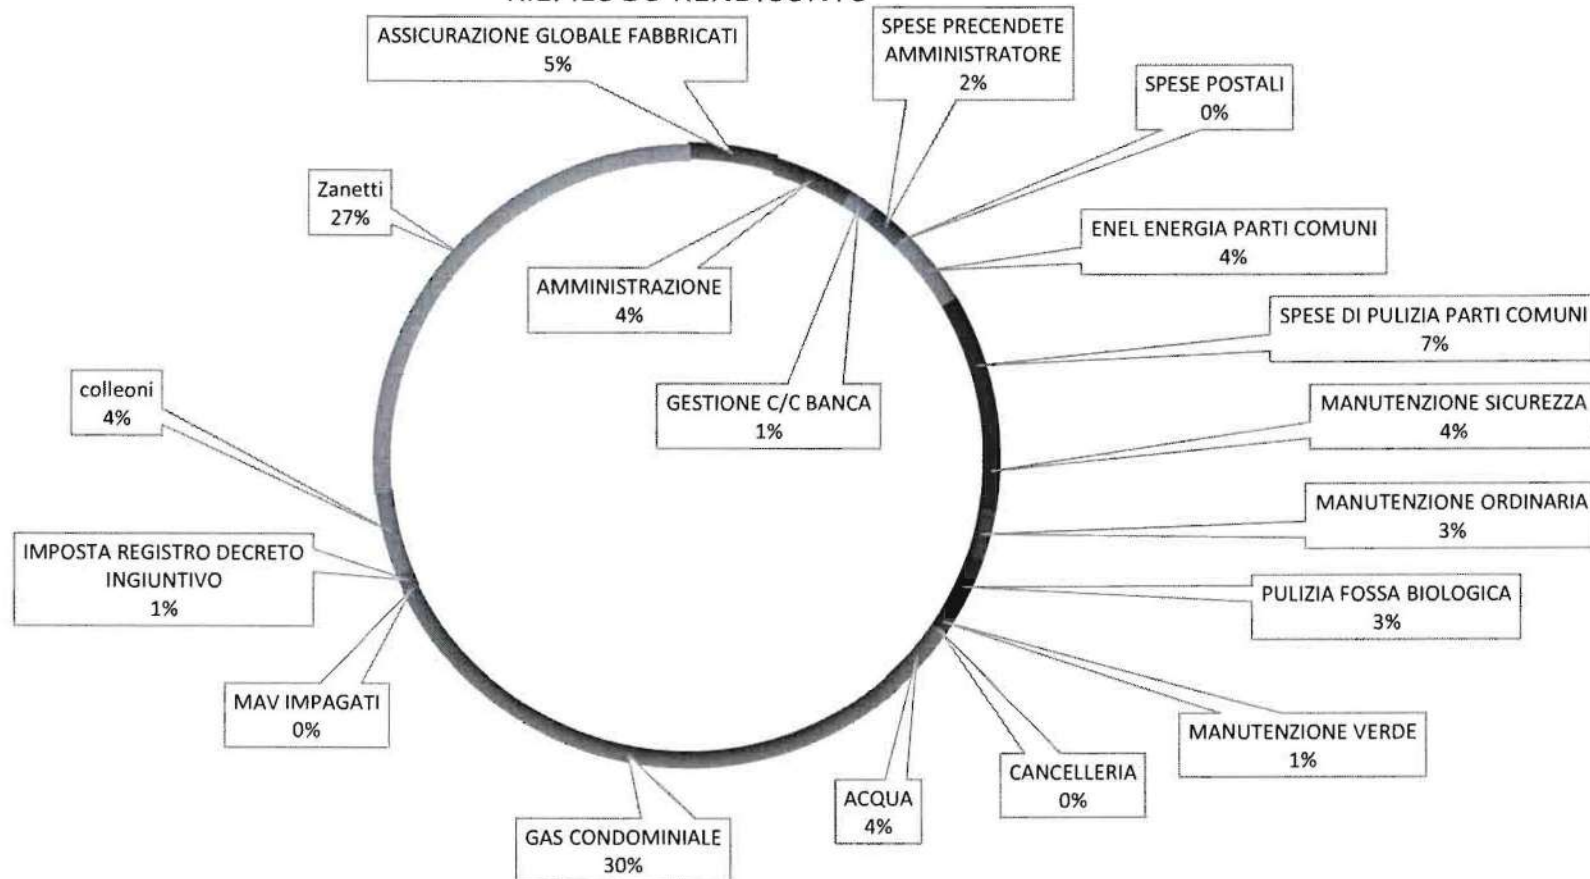 ASSICURAZIONE GLOBALE FABBRICATI
5%
SPESE PRECENDETE
AMMINISTRATORE
2%
SPESE POSTALI
0%
ENEL ENERGIA PARTI COMUNI
4%
SPESE DI PULIZIA PARTI COMUNI
7%
MANUTENZIONE SICUREZZA
4%
MANUTENZIONE ORDINARIA
3%
PULIZIA FOSSA BIOLOGICA
3%
MANUTENZIONE VERDE
1%
CANCELLERIA
0%
ACQUA
4%
GAS CONDOMINIALE
30%
MAV IMPAGATI
0%
IMPOSTA REGISTRO DECRETO
INGIUNTIVO
1%
colleoni
4%
Zanetti
27%
AMMINISTRAZIONE
4%
GESTIONE C/C BANCA
1%